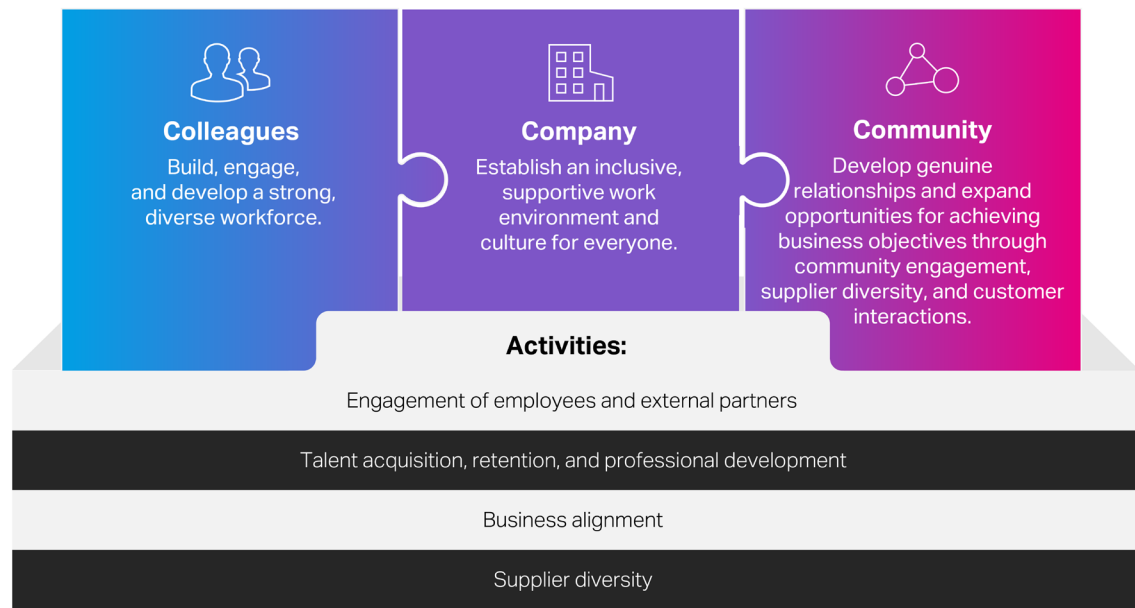 Colleagues
Build, engage,
and develop a strong,
diverse workforce.
Company
Establish an inclusive,
supportive work
environment and
culture for everyone.
Community
Develop genuine
relationships and expand
opportunities for achieving
business objectives through
community engagement,
supplier diversity, and customer
interactions.
Activities:
Engagement of employees and external partners
Talent acquisition, retention, and professional development
Business alignment
Supplier diversity